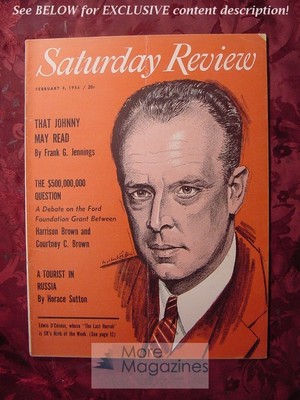 See BELOW for EXCLUSIVE content description!
Saturday Review
FEBRUARY 4, 1956 / 20¢
THAT JOHNNY
MAY READ
By Frank G. Jennings
THE $500,000,000
QUESTION
A Debate on the Ford
Foundation Grant Between
Harrison Brown and
Courtney C. Brown
A TOURIST IN
RUSSIA
By Horace Sutton
Edwin O'Connor, whose "The Last Hurrah"
is SR's Book of the Week. (See page 12.)
More
Magazines